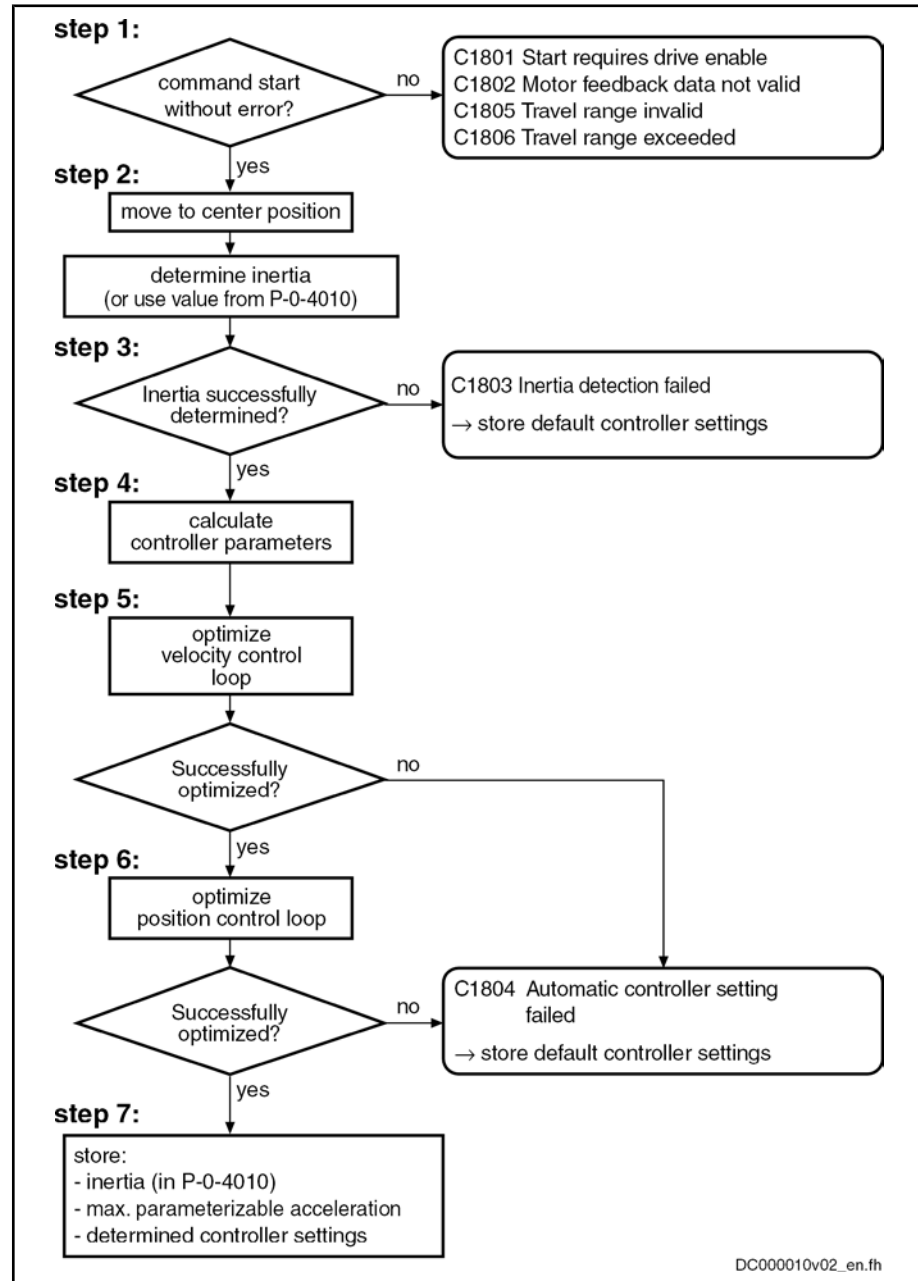 step 1:
command start
without error?
no
C1801 Start requires drive enable
C1802 Motor feedback data not valid
C1805 Travel range invalid
C1806 Travel range exceeded
yes
step 2:
move to center position
determine inertia
(or use value from P-0-4010)
step 3:
Inertia successfully
determined?
no
C1803 Inertia detection failed
→ store default controller settings
yes
step 4:
calculate
controller parameters
step 5:
optimize
velocity control
loop
Successfully
optimized?
no
yes
step 6:
optimize
position control loop
Successfully
optimized?
no
C1804 Automatic controller setting
failed
→ store default controller settings
yes
step 7:
store:
- inertia (in P-0-4010)
- max. parameterizable acceleration
- determined controller settings
DC000010v02_en.fh